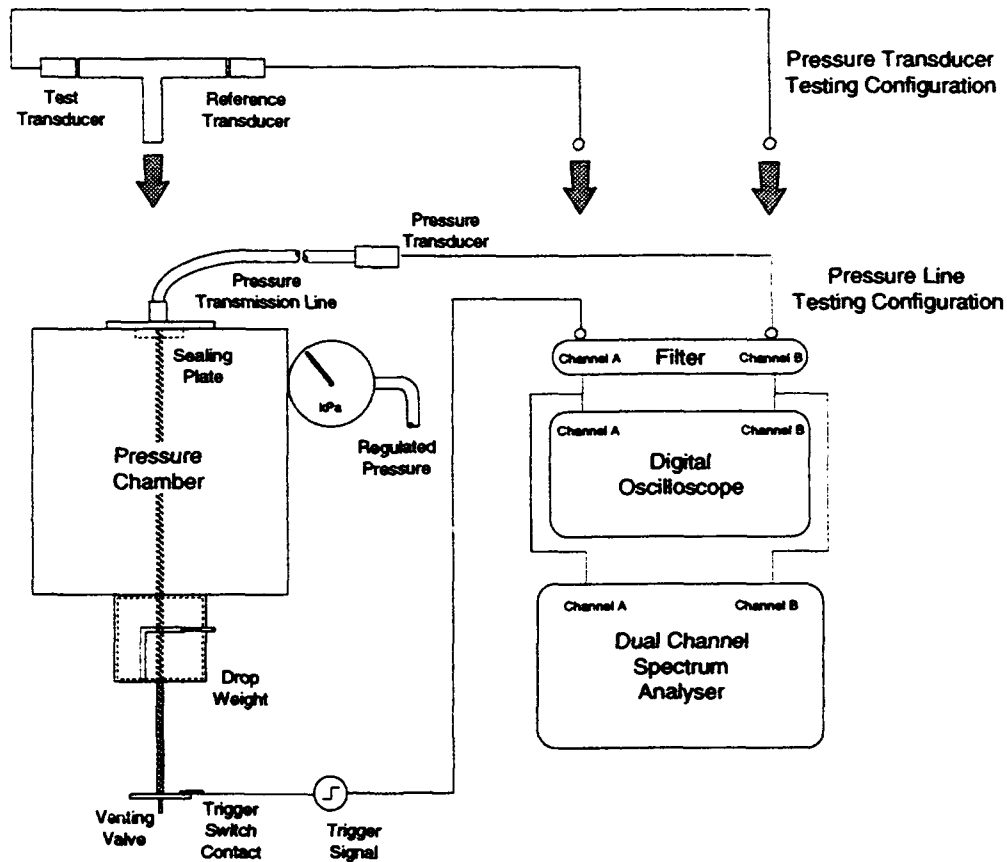 Pressure Transducer
Testing Configuration
Test
Transducer
Reference
Transducer
Pressure
Transducer
Pressure
Transmission Line
Pressure Line
Testing Configuration
Sealing
Plate
kPa
Regulated
Pressure
Pressure
Chamber
Channel A
Filter
Channel B
Channel A
Channel B
Digital
Oscilloscope
Channel A
Channel B
Dual Channel
Spectrum
Analyser
Drop
Weight
Venting
Valve
Trigger
Switch
Contact
Trigger
Signal